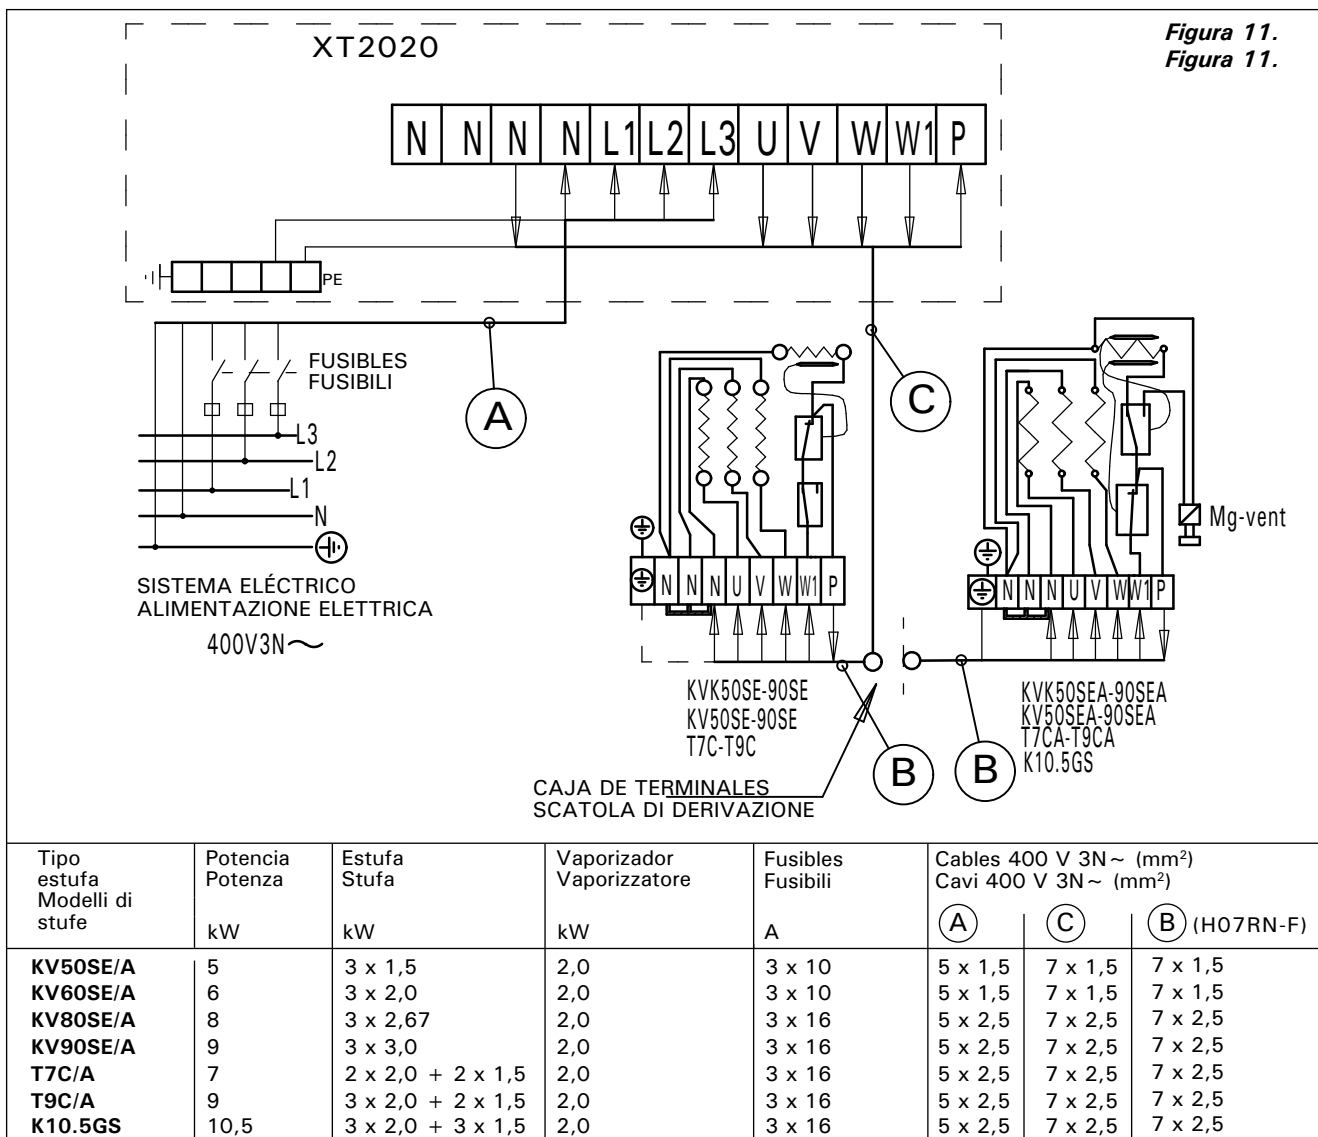 Figura 11.
Figura 11.
XT2020
N N N N L1 L2 L3 U V W W1 P
PE
FUSIBLES
FUSIBILI
A
C
L3
L2
L1
N
Mg-vent
SISTEMA ELÉCTRICO
ALIMENTAZIONE ELETTRICA
400V3N~
N N N U V W W1 P
N N N U V W W1 P
KVK50SE-90SE
KV50SE-90SE
T7C-T9C
KVK50SEA-90SEA
KV50SEA-90SEA
T7CA-T9CA
K10.5GS
B
B
CAJA DE TERMINALES
SCATOLA DI DERIVAZIONE
Tipo estufa Modelli di stufe | Potencia Potenza kW | Estufa Stufa kW | Vaporizador Vaporizzatore kW | Fusibles Fusibili A | Cables 400 V 3N~ (mm²) Cavi 400 V 3N~ (mm²)
A | C | B (H07RN-F)
KV50SE/A 5 3 x 1,5 2,0 3 x 10 5 x 1,5 7 x 1,5 7 x 1,5
KV60SE/A 6 3 x 2,0 2,0 3 x 10 5 x 1,5 7 x 1,5 7 x 1,5
KV80SE/A 8 3 x 2,67 2,0 3 x 16 5 x 2,5 7 x 2,5 7 x 2,5
KV90SE/A 9 3 x 3,0 2,0 3 x 16 5 x 2,5 7 x 2,5 7 x 2,5
T7C/A 7 2 x 2,0 + 2 x 1,5 2,0 3 x 16 5 x 2,5 7 x 2,5 7 x 2,5
T9C/A 9 3 x 2,0 + 2 x 1,5 2,0 3 x 16 5 x 2,5 7 x 2,5 7 x 2,5
K10.5GS 10,5 3 x 2,0 + 3 x 1,5 2,0 3 x 16 5 x 2,5 7 x 2,5 7 x 2,5